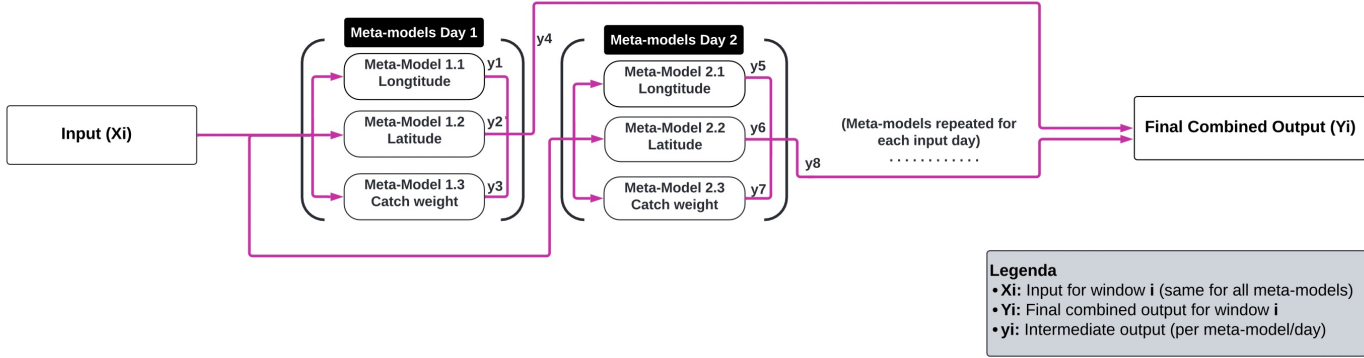 Input (Xi)
Meta-models Day 1
Meta-Model 1.1
Longtitude
y1
Meta-Model 1.2
Latitude
y2'
Meta-Model 1.3
Catch weight
y3
y4
Meta-models Day 2
Meta-Model 2.1
Longtitude
y5
Meta-Model 2.2
Latitude
y6
Meta-Model 2.3
Catch weight
y7
y8
(Meta-models repeated for
each input day)
. . . . . . . . . . . .
Final Combined Output (Yi)
Legenda
• Xi: Input for window i (same for all meta-models)
• Yi: Final combined output for window i
• yi: Intermediate output (per meta-model/day)